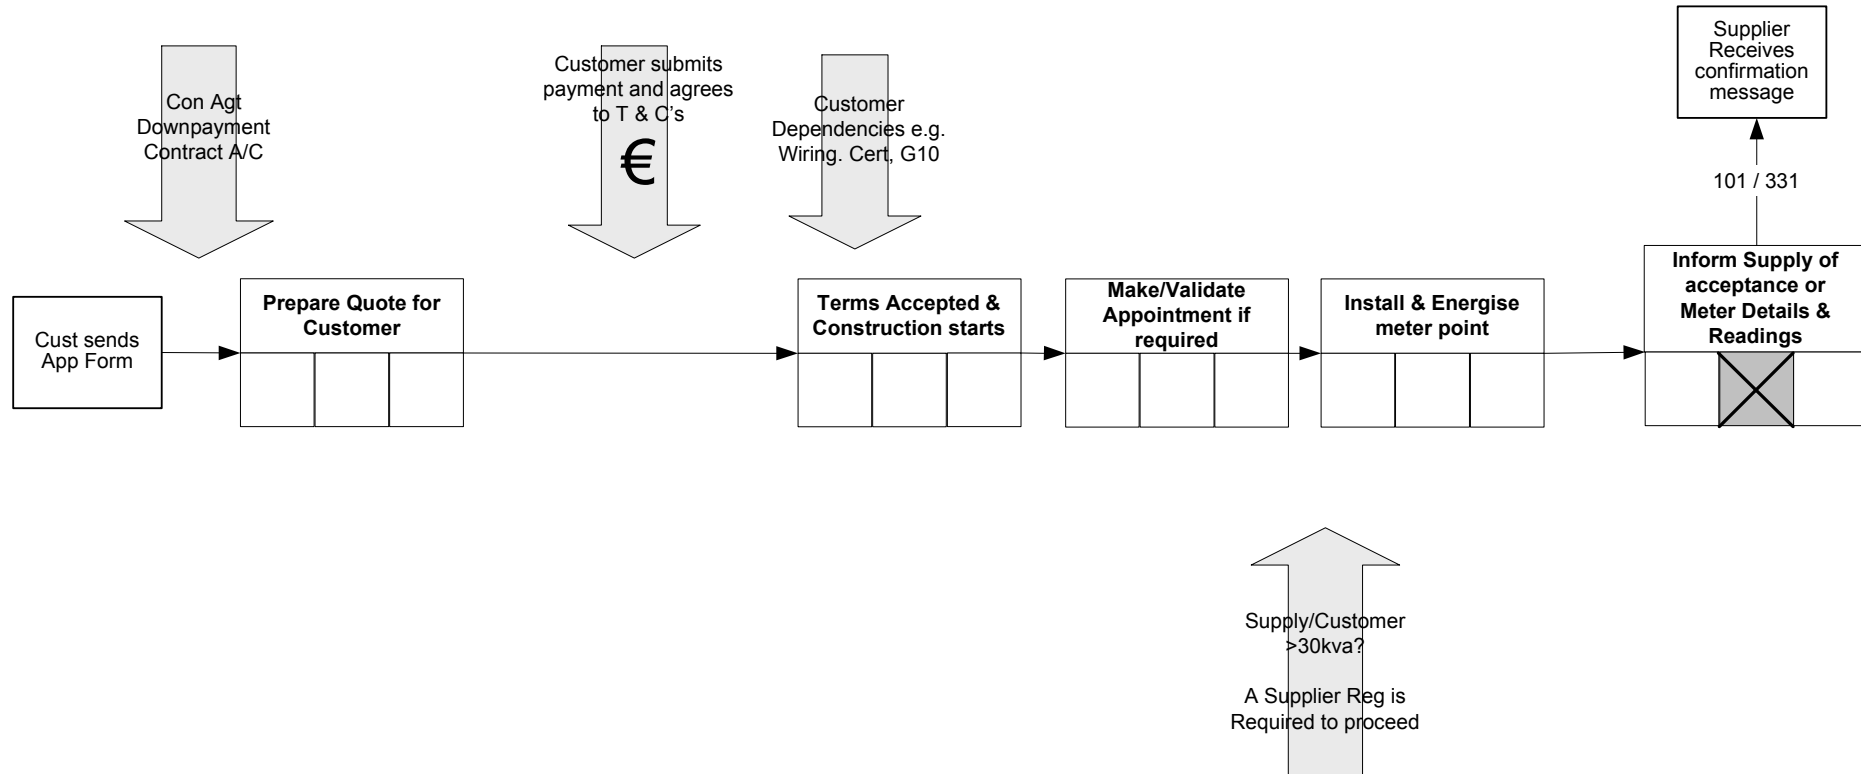 Con Agt
Downpayment
Contract A/C
Customer submits
payment and agrees
to T & C's
€
Customer
Dependencies e.g.
Wiring. Cert, G10
Supplier
Receives
confirmation
message
101 / 331
Cust sends
App Form
Prepare Quote for
Customer
Terms Accepted &
Construction starts
Make/Validate
Appointment if
required
Install & Energise
meter point
Inform Supply of
acceptance or
Meter Details &
Readings
Supply/Customer
>30kva?
A Supplier Reg is
Required to proceed